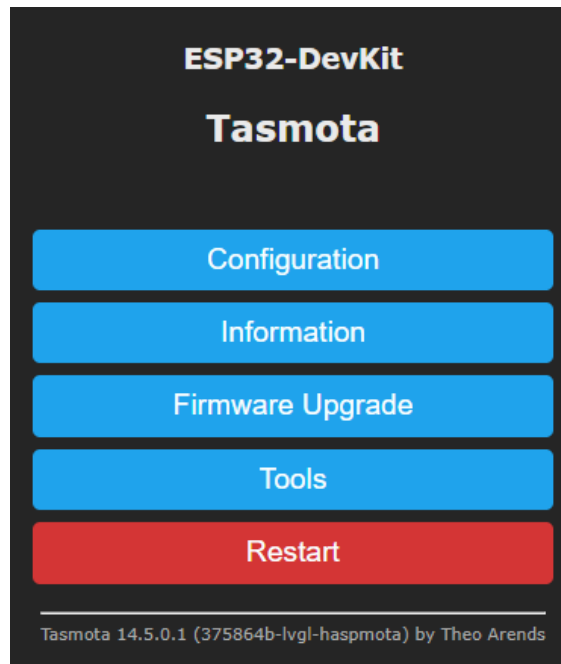 ESP32-DevKit
Tasmota
Configuration
Information
Firmware Upgrade
Tools
Restart
Tasmota 14.5.0.1 (375864b-lvgl-haspmota) by Theo Arends